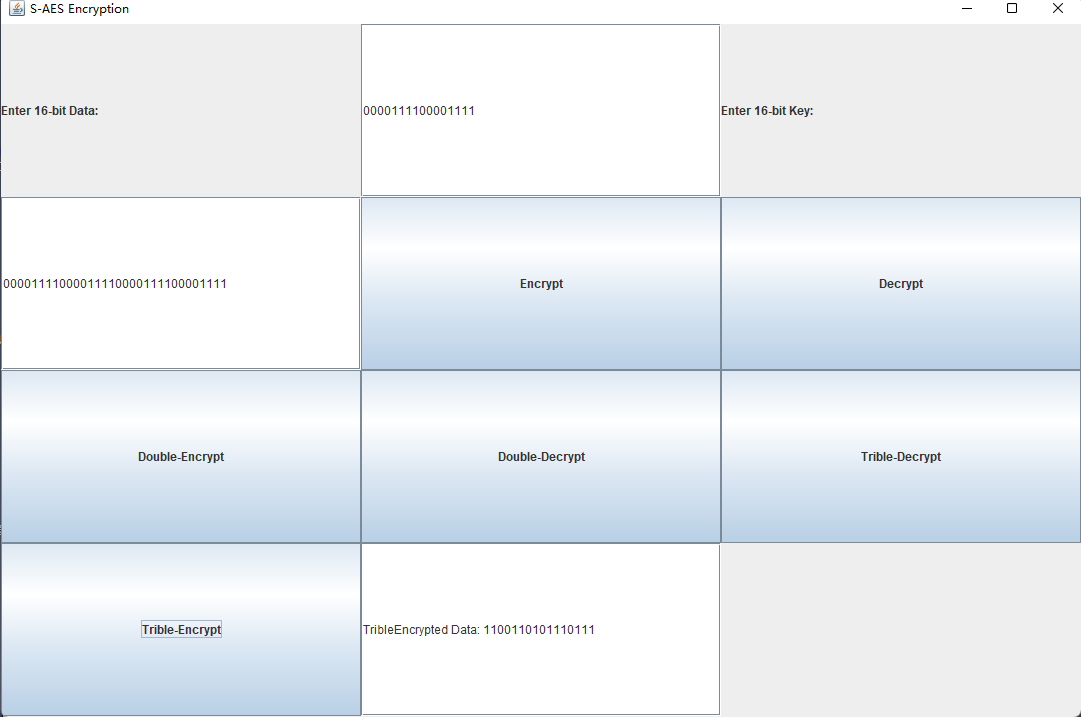 S-AES Encryption
Enter 16-bit Data:
0000111100001111
Enter 16-bit Key:
00001111000011110000111100001111
Encrypt
Decrypt
Double-Encrypt
Double-Decrypt
Trible-Decrypt
Trible-Encrypt
TribleEncrypted Data: 1100110101110111